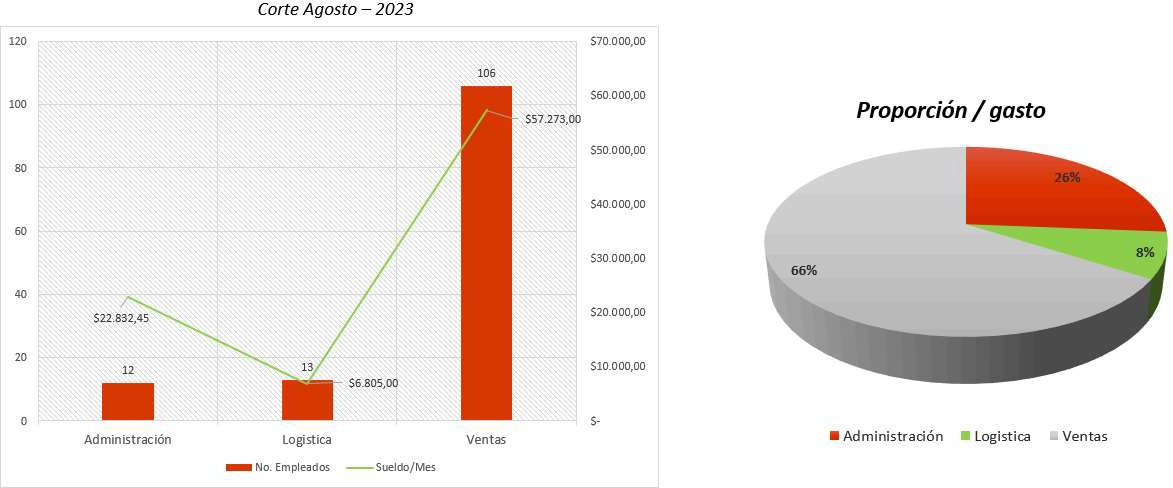 Corte Agosto – 2023
120
100
80
60
40
20
0
$70.000,00
$60.000,00
$50.000,00
$40.000,00
$30.000,00
$20.000,00
$10.000,00
$-
106
$57.273,00
$22.832,45
12
13
$6.805,00
Administración
Logistica
Ventas
No. Empleados
Sueldo/Mes
Proporción / gasto
26%
8%
66%
Administración
Logistica
Ventas